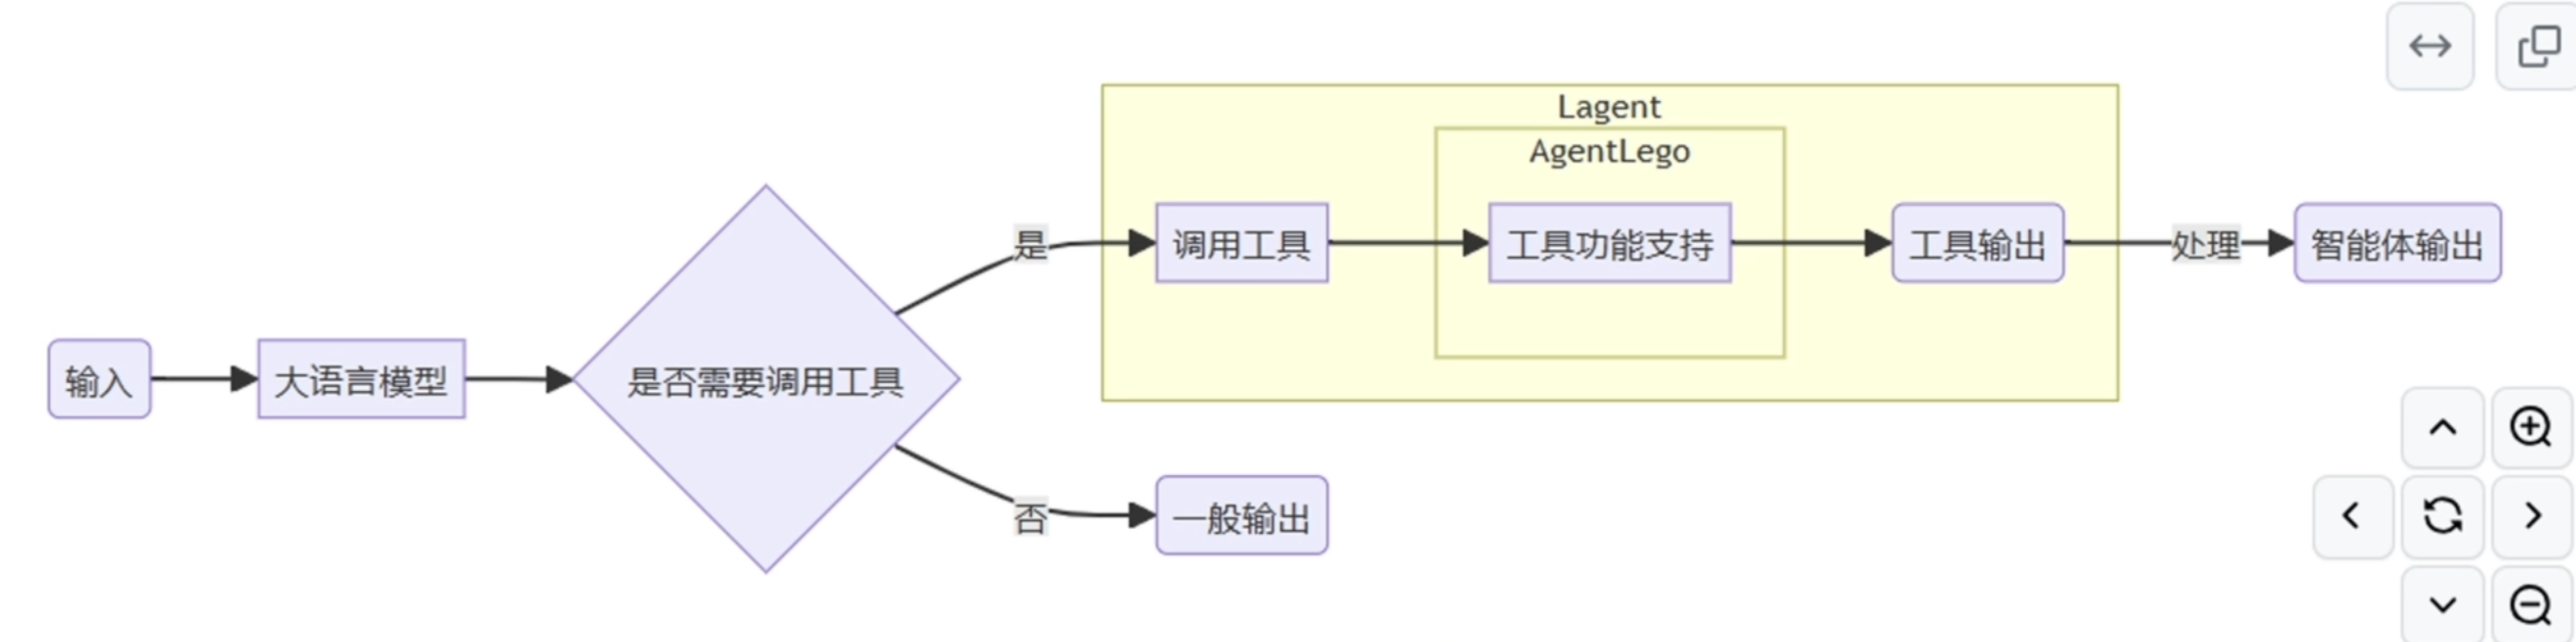 Lagent
AgentLego
是
调用工具
工具功能支持
工具输出
处理
智能体输出
输入
大语言模型
是否需要调用工具
否
一般输出